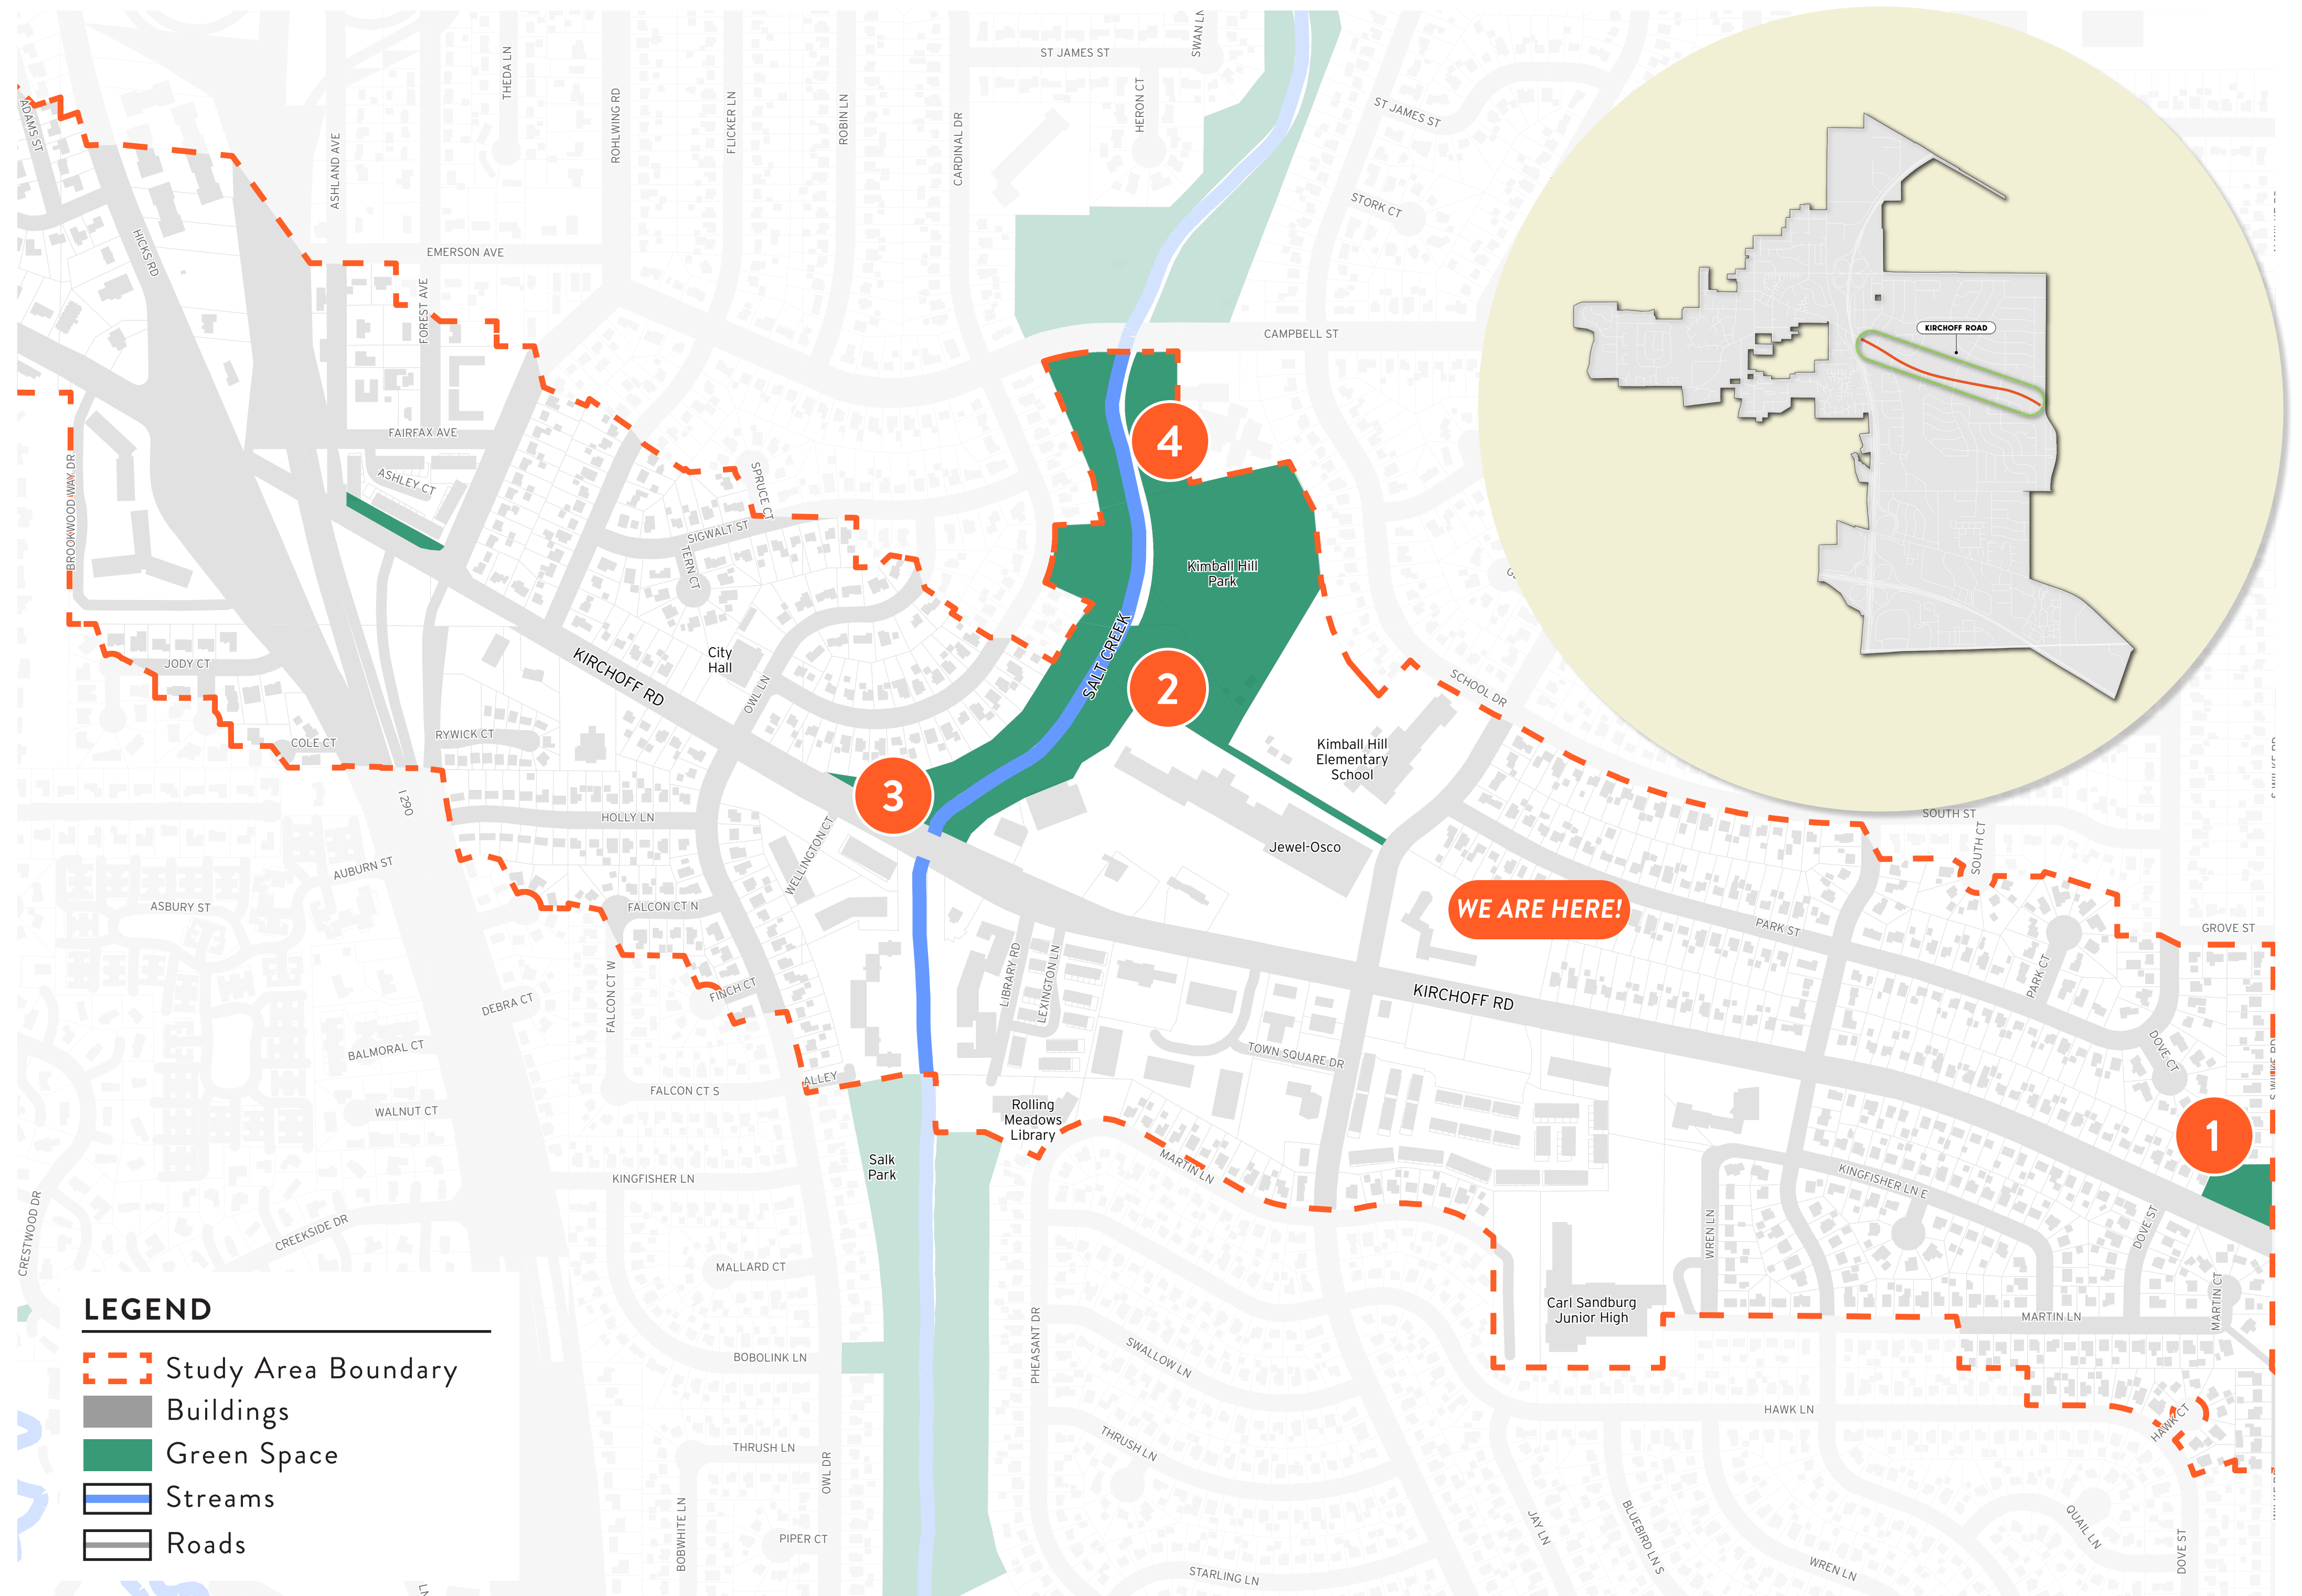 ST JAMES ST
SWAN LN
HERON CT
THEDA LN
ROHLWING RD
FLICKER LN
ROBIN LN
CARDINAL DR
ADAMS ST
ASHLAND AVE
ST JAMES ST
STORK CT
HICKS RD
EMERSON AVE
FOREST AVE
CAMPBELL ST
KIRCHOFF ROAD
FAIRFAX AVE
ASHLEY CT
BROOKWOOD WAY DR
SPRUCE CT
SIGWALT ST
TERN CT
4
Kimball Hill
Park
SALT CREEK
City
Hall
JODY CT
KIRCHOFF RD
OWL LN
2
SCHOOL DR
COLE CT
RYWICK CT
Kimball Hill
Elementary
School
I 290
3
HOLLY LN
WELLINGTON CT
Jewel-Osco
SOUTH ST
SOUTH CT
AUBURN ST
ASBURY ST
FALCON CT N
WE ARE HERE!
PARK ST
GROVE ST
PARK CT
LIBRARY RD
LEXINGTON LN
FALCON CT W
FINCH CT
DEBRA CT
KIRCHOFF RD
BALMORAL CT
TOWN SQUARE DR
DOVE CT
ALLEY
FALCON CT S
WALNUT CT
Rolling
Meadows
Library
1
Salk
Park
MARTIN LN
KINGFISHER LN
KINGFISHER LN E
CRESTWOOD DR
CREEKSIDE DR
WREN LN
DOVE ST
MALLARD CT
MARTIN CT
Carl Sandburg
Junior High
MARTIN LN
PHEASANT DR
BOBOLINK LN
SWALLOW LN
HAWK LN
HAWK CT
THRUSH LN
THRUSH LN
OWL DR
BOBWHITE LN
PIPER CT
STARLING LN
JAY LN
BLUEBIRD LN S
WREN LN
QUAIL LN
DOVE ST
LEGEND
Study Area Boundary
Buildings
Green Space
Streams
Roads